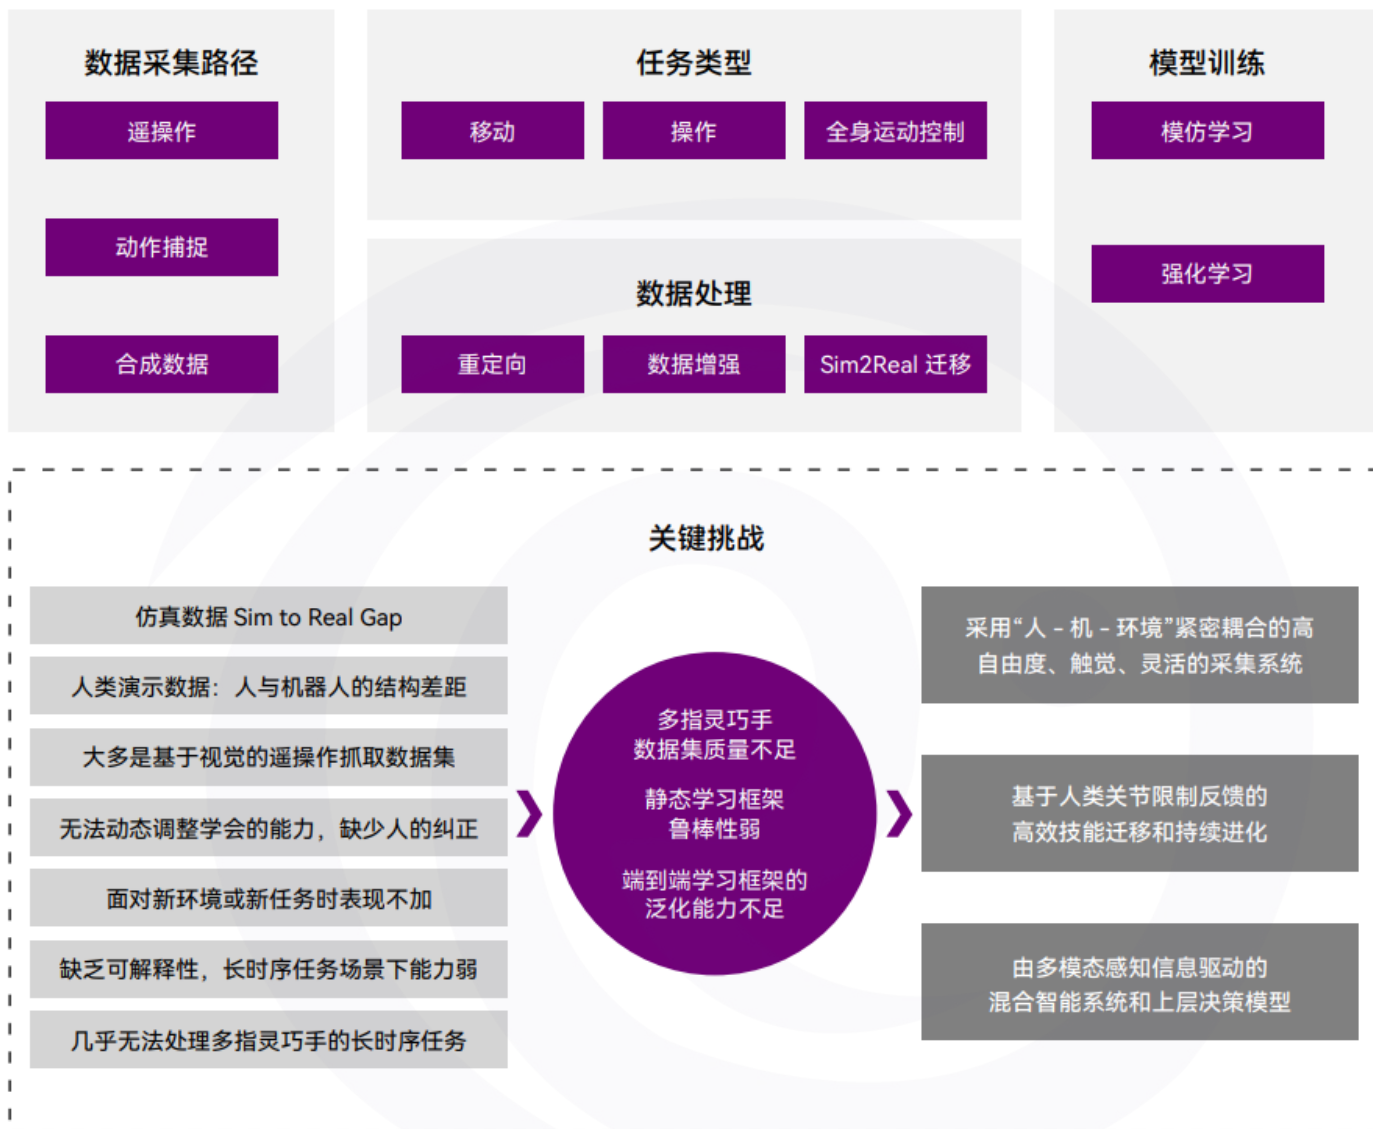 数据采集路径
遥操作
动作捕捉
合成数据
任务类型
移动
操作
全身运动控制
数据处理
重定向
数据增强
Sim2Real 迁移
模型训练
模仿学习
强化学习
关键挑战
仿真数据 Sim to Real Gap
人类演示数据：人与机器人的结构差距
大多是基于视觉的遥操作抓取数据集
无法动态调整学会的能力，缺少人的纠正
面对新环境或新任务时表现不加
缺乏可解释性，长时序任务场景下能力弱
几乎无法处理多指灵巧手的长时序任务
多指灵巧手
数据集质量不足
静态学习框架
鲁棒性弱
端到端学习框架的
泛化能力不足
采用“人 - 机 - 环境”紧密耦合的高
自由度、触觉、灵活的采集系统
基于人类关节限制反馈的
高效技能迁移和持续进化
由多模态感知信息驱动的
混合智能系统和上层决策模型